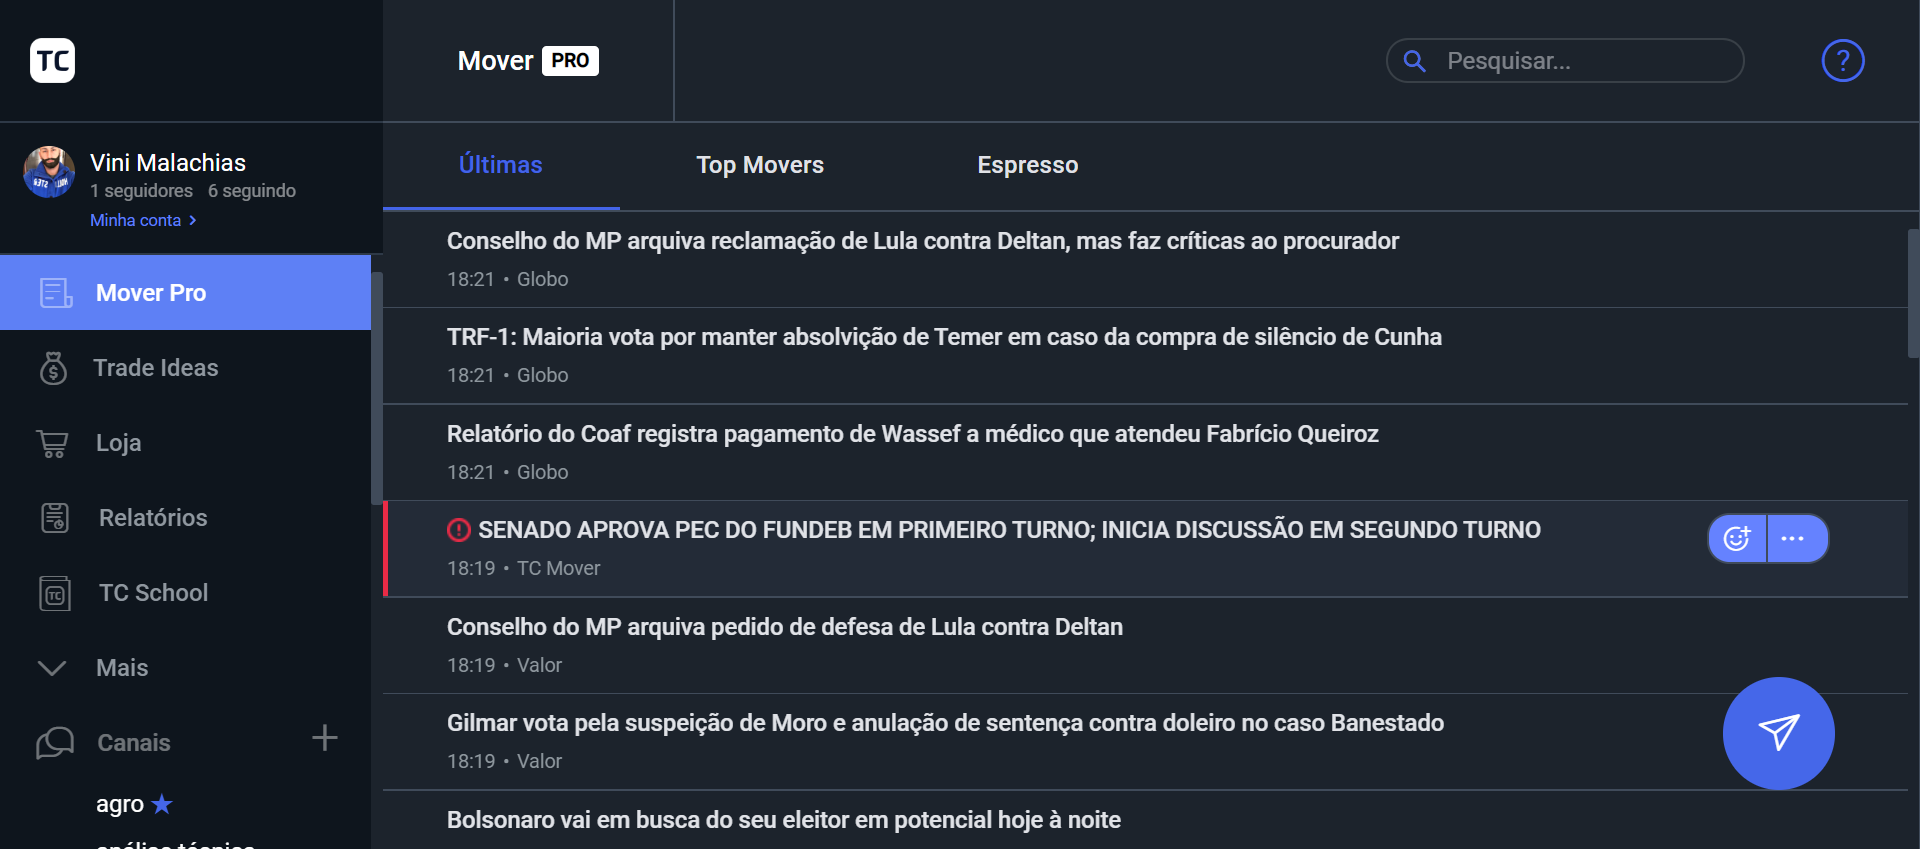 TC
Mover PRO
Pesquisar...
?
Vini Malachias
1 seguidores 6 seguindo
Minha conta >
Mover Pro
Trade Ideas
Loja
Relatórios
TC School
Mais
Canais +
agro
análise técnica
Últimas
Top Movers
Espresso
Conselho do MP arquiva reclamação de Lula contra Deltan, mas faz críticas ao procurador
18:21 • Globo
TRF-1: Maioria vota por manter absolvição de Temer em caso da compra de silêncio de Cunha
18:21 • Globo
Relatório do Coaf registra pagamento de Wassef a médico que atendeu Fabrício Queiroz
18:21 • Globo
SENADO APROVA PEC DO FUNDEB EM PRIMEIRO TURNO; INICIA DISCUSSÃO EM SEGUNDO TURNO
18:19 • TC Mover
Conselho do MP arquiva pedido de defesa de Lula contra Deltan
18:19 • Valor
Gilmar vota pela suspeição de Moro e anulação de sentença contra doleiro no caso Banestado
18:19 • Valor
Bolsonaro vai em busca do seu eleitor em potencial hoje à noite